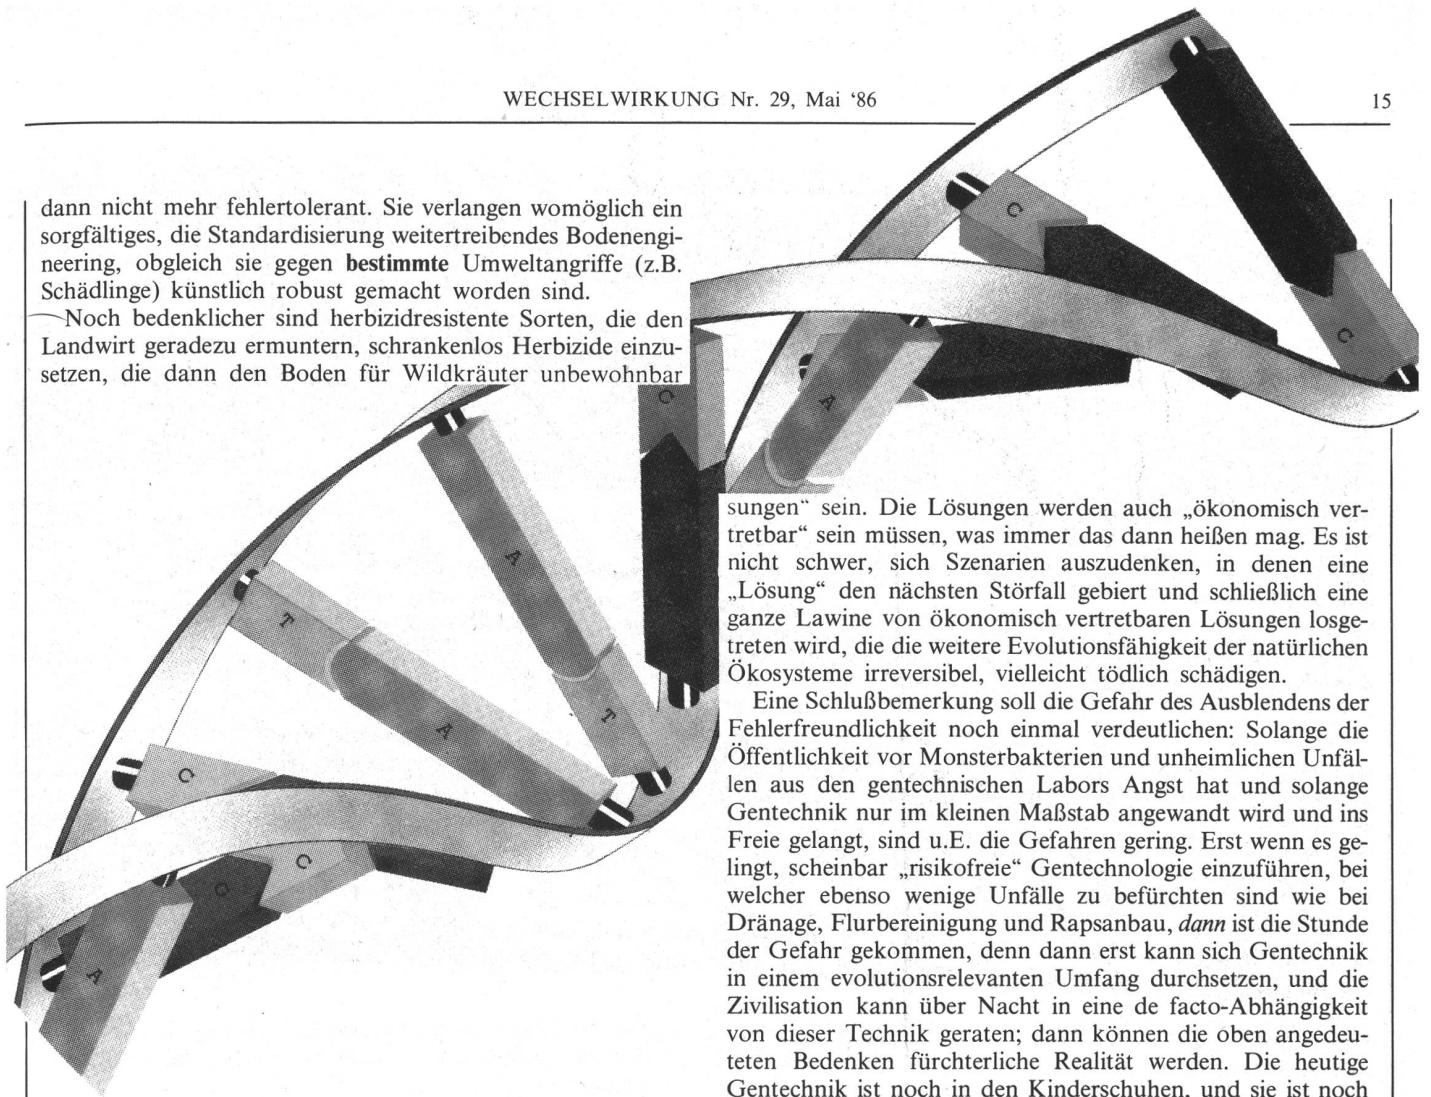 WECHSELWIRKUNG Nr. 29, Mai ‘86
15
dann nicht mehr fehlertolerant. Sie verlangen womöglich ein
sorgfältiges, die Standardisierung weitertreibendes Bodenengi-
neering, obgleich sie gegen bestimmte Umweltangriffe (z.B.
Schädlinge) künstlich robust gemacht worden sind.
Noch bedenklicher sind herbizidresistente Sorten, die den
Landwirt geradezu ermuntern, schrankenlos Herbizide einzu-
setzen, die dann den Boden für Wildkräuter unbewohnbar
sungen“ sein. Die Lösungen werden auch „ökonomisch ver-
tretbar“ sein müssen, was immer das dann heißen mag. Es ist
nicht schwer, sich Szenarien auszudenken, in denen eine
„Lösung“ den nächsten Störfall gebiert und schließlich eine
ganze Lawine von ökonomisch vertretbaren Lösungen losge-
treten wird, die die weitere Evolutionsfähigkeit der natürlichen
Ökosysteme irreversibel, vielleicht tödlich schädigen.
Eine Schlußbemerkung soll die Gefahr des Ausblendens der
Fehlerfreundlichkeit noch einmal verdeutlichen: Solange die
Öffentlichkeit vor Monsterbakterien und unheimlichen Unfäl-
len aus den gentechnischen Labors Angst hat und solange
Gentechnik nur im kleinen Maßstab angewandt wird und ins
Freie gelangt, sind u.E. die Gefahren gering. Erst wenn es ge-
lingt, scheinbar „risikofreie“ Gentechnologie einzuführen, bei
welcher ebenso wenige Unfälle zu befürchten sind wie bei
Dränage, Flurbereinigung und Rapsanbau, dann ist die Stunde
der Gefahr gekommen, denn dann erst kann sich Gentechnik
in einem evolutionsrelevanten Umfang durchsetzen, und die
Zivilisation kann über Nacht in eine de facto-Abhängigkeit
von dieser Technik geraten; dann können die oben angedeu-
teten Bedenken fürchterliche Realität werden. Die heutige
Gentechnik ist noch in den Kinderschuhen, und sie ist noch
C
C
A
C
A
T
A
T
C
C
A